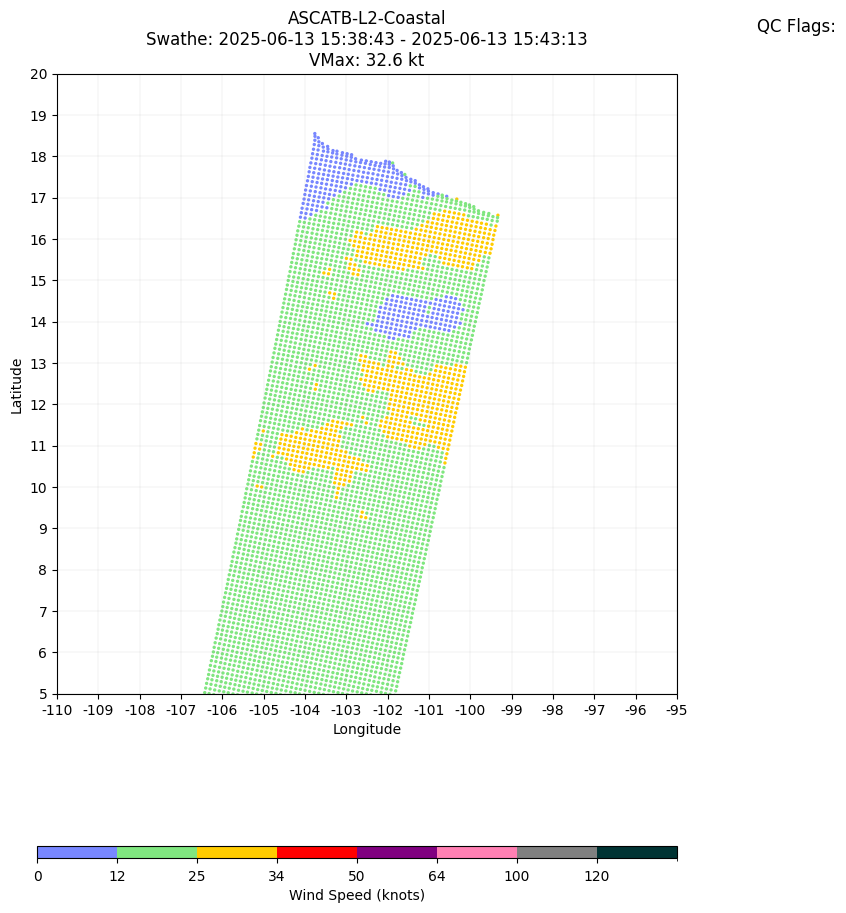 ASCATB-L2-Coastal
Swathe: 2025-06-13 15:38:43 - 2025-06-13 15:43:13
VMax: 32.6 kt
QC Flags:
20
19
18
17
16
15
14
13
12
11
10
9
8
7
6
5
Latitude
-110 -109 -108 -107 -106 -105 -104 -103 -102 -101 -100 -99 -98 -97 -96 -95
Longitude
0 12 25 34 50 64 100 120
Wind Speed (knots)